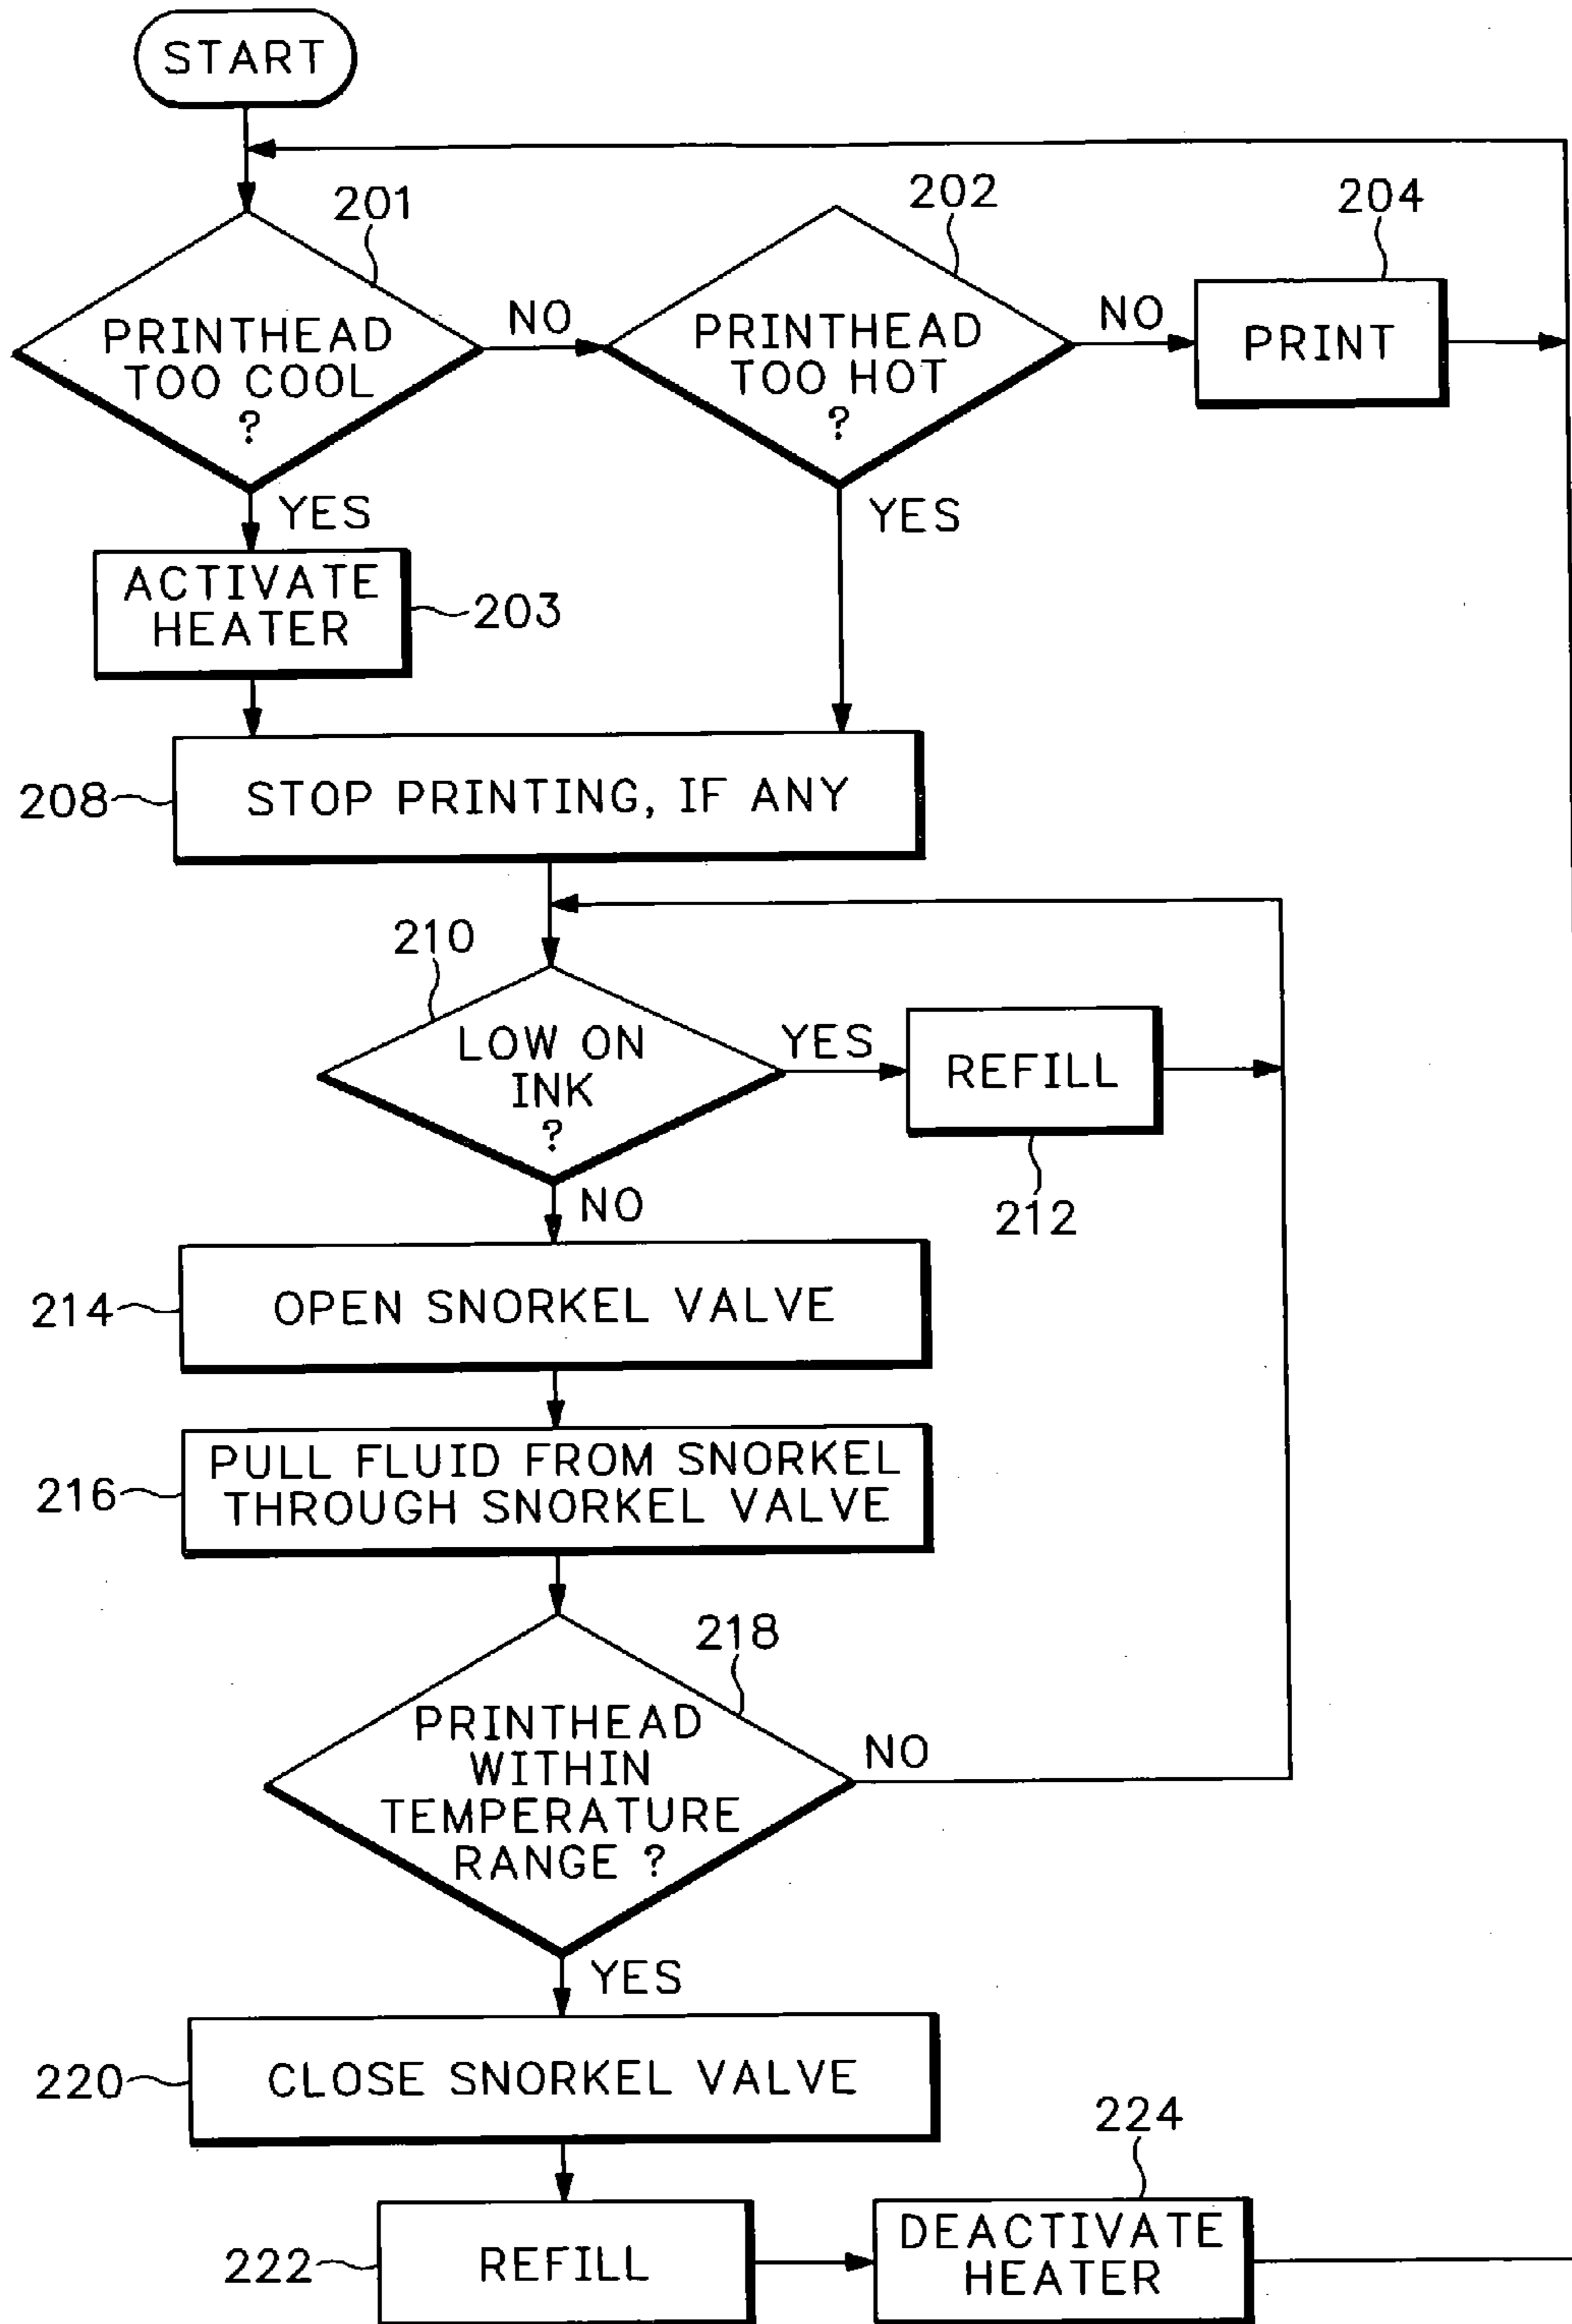 START
201
202
204
PRINTHEAD
TOO COOL
?
NO
PRINTHEAD
TOO HOT
?
NO
PRINT
YES
YES
ACTIVATE
HEATER
203
208
STOP PRINTING, IF ANY
210
LOW ON
INK
?
YES
REFILL
212
NO
214
OPEN SNORKEL VALVE
216
PULL FLUID FROM SNORKEL
THROUGH SNORKEL VALVE
218
PRINTHEAD
WITHIN
TEMPERATURE
RANGE ?
NO
YES
220
CLOSE SNORKEL VALVE
224
222
REFILL
DEACTIVATE
HEATER